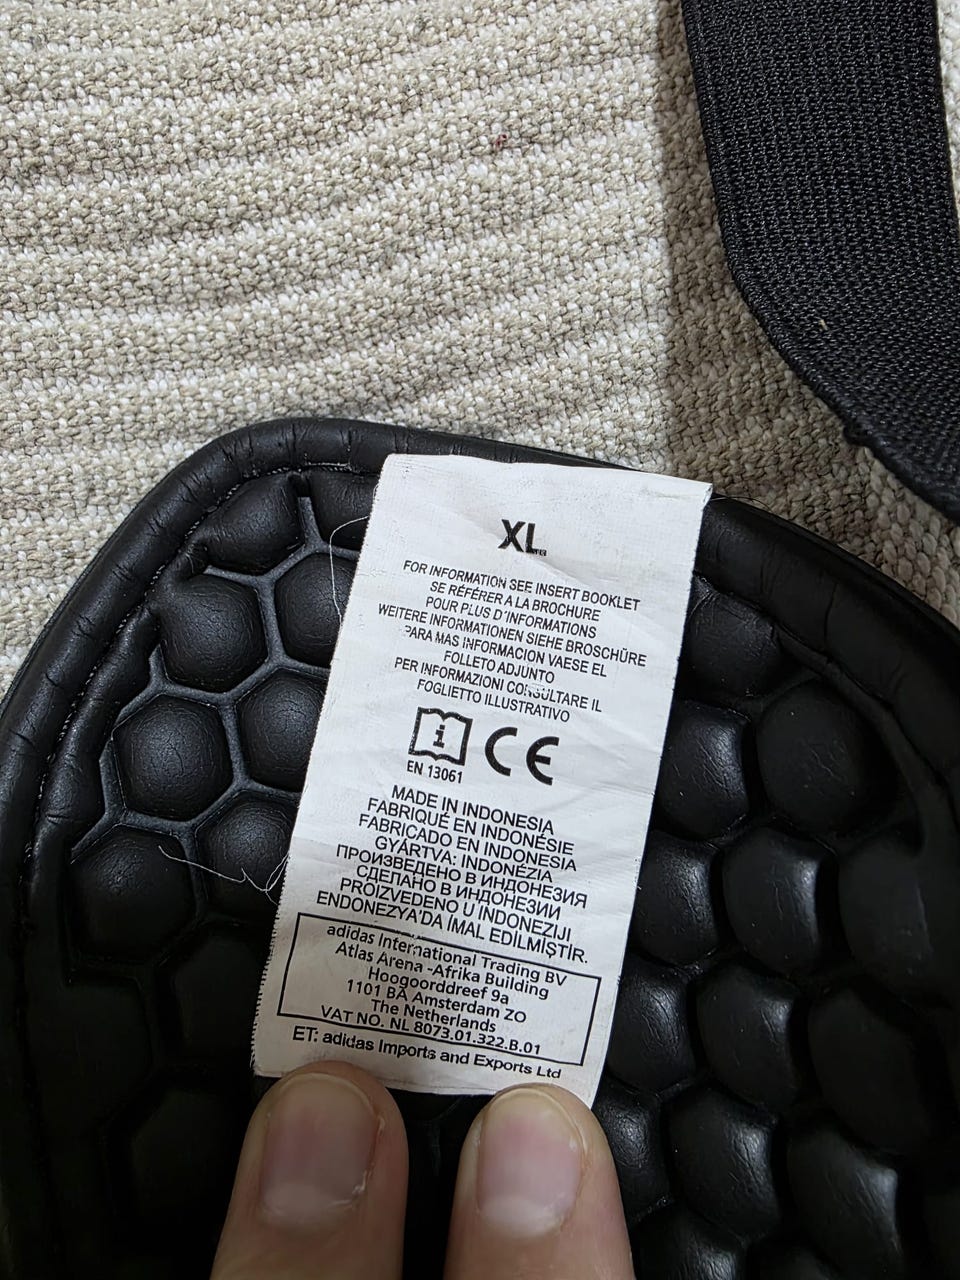 XL
FOR INFORMATION SEE INSERT BOOKLET
SE RÉFÉRER A LA BROCHURE
POUR PLUS D'INFORMATIONS
WEITERE INFORMATIONEN SIEHE BROSCHÜRE
PARA MAS INFORMACION VAESE EL
FOLLETO ADJUNTO
PER INFORMAZIONI CONSULTARE IL
FOGLIETTO ILLUSTRATIVO
i CE
EN 13061
MADE IN INDONESIA
FABRIQUÉ EN INDONÉSIE
FABRICADO EN INDONESIA
GYÁRTVA: INDONÉZIA
ПРОИЗВЕДЕНО В ИНДОНЕЗИЯ
СДЕЛАНО В ИНДОНЕЗИИ
PROIZVEDENO U INDONEZIJI
ENDONEZYA'DA İMAL EDİLMİŞTİR.
adidas International Trading BV
Atlas Arena -Afrika Building
Hoogoorddreef 9a
1101 BA Amsterdam ZO
The Netherlands
VAT NO. NL 8073.01.322.B.01
ET: adidas Imports and Exports Ltd